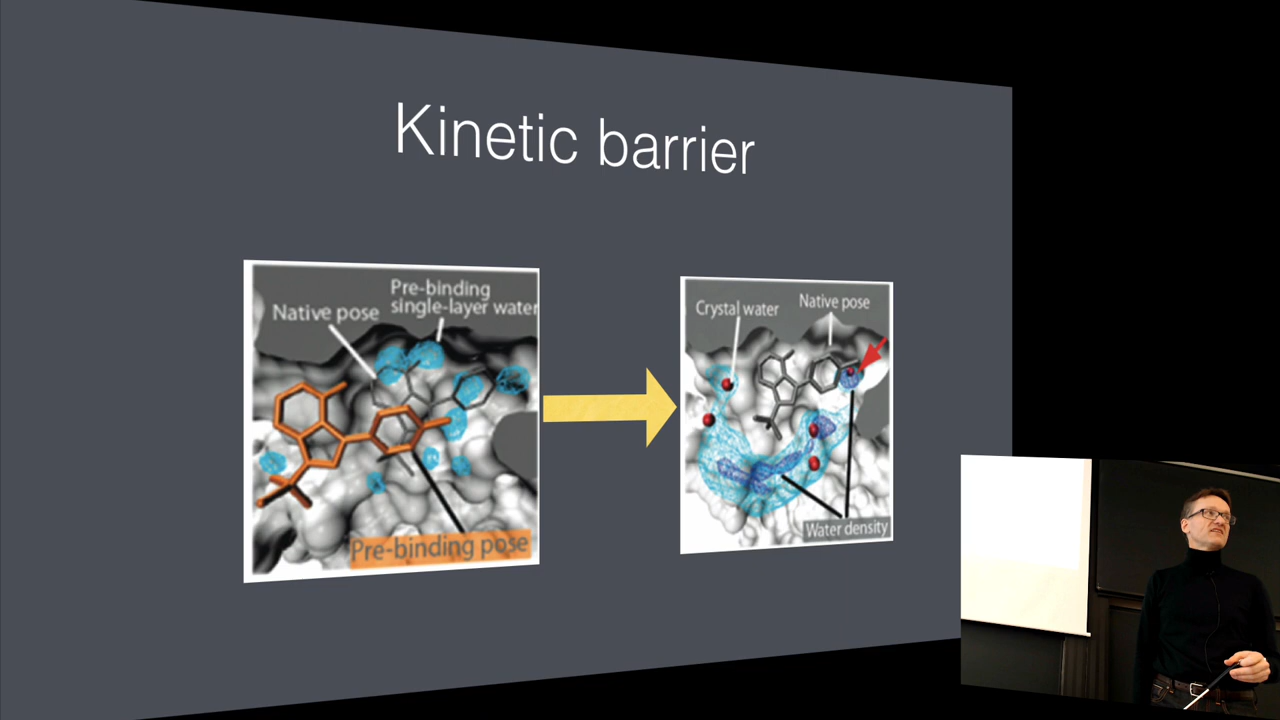 Kinetic barrier
Pre-binding
single-layer water
Native pose
Pre-binding pose
Crystal water
Native pose
Water density